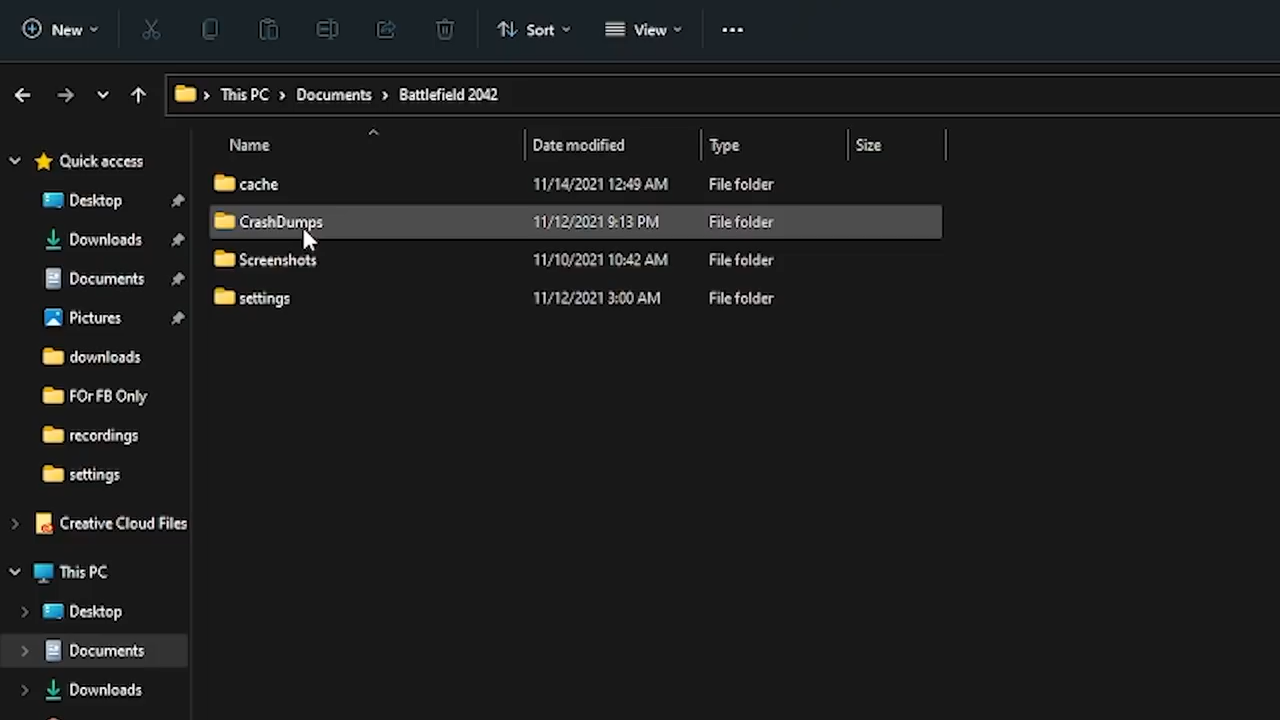 New Sort View
This PC Documents Battlefield 2042
Name Date modified Type Size
cache 11/14/2021 12:49 AM File folder
CrashDumps 11/12/2021 9:13 PM File folder
Screenshots 11/10/2021 10:42 AM File folder
settings 11/12/2021 3:00 AM File folder
Quick access
Desktop
Downloads
Documents
Pictures
downloads
FOr FB Only
recordings
settings
Creative Cloud Files
This PC
Desktop
Documents
Downloads